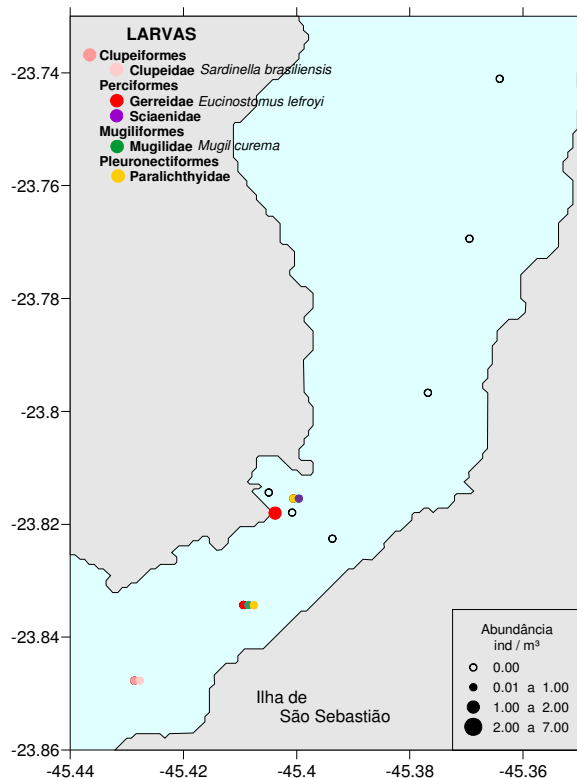 LARVAS
Clupeiformes
Clupeidae Sardinella brasiliensis
Perciformes
Gerreidae Eucinostomus lefroyi
Sciaenidae
Mugiliformes
Mugilidae Mugil curema
Pleuronectiformes
Paralichthyidae
-23.74
-23.76
-23.78
-23.8
-23.82
-23.84
-23.86
Ilha de
São Sebastião
Abundância
ind / m³
0.00
0.01 a 1.00
1.00 a 2.00
2.00 a 7.00
-45.44 -45.42 -45.4 -45.38 -45.36